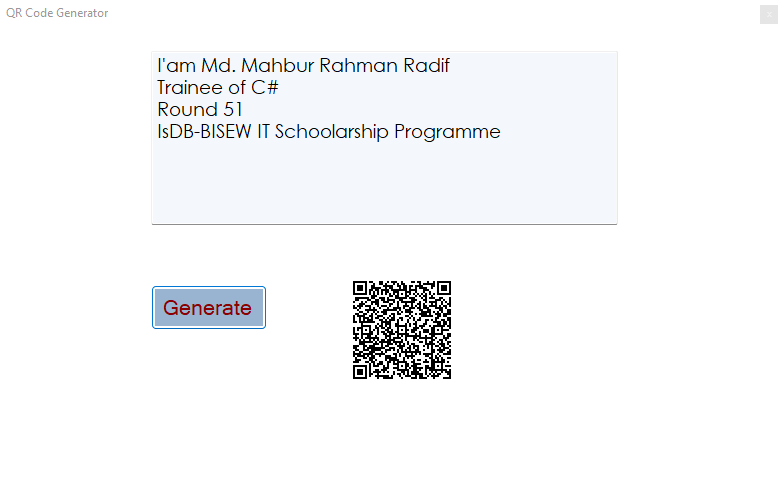 QR Code Generator
I'am Md. Mahbur Rahman Radif
Trainee of C#
Round 51
IsDB-BISEW IT Schoolarship Programme
Generate